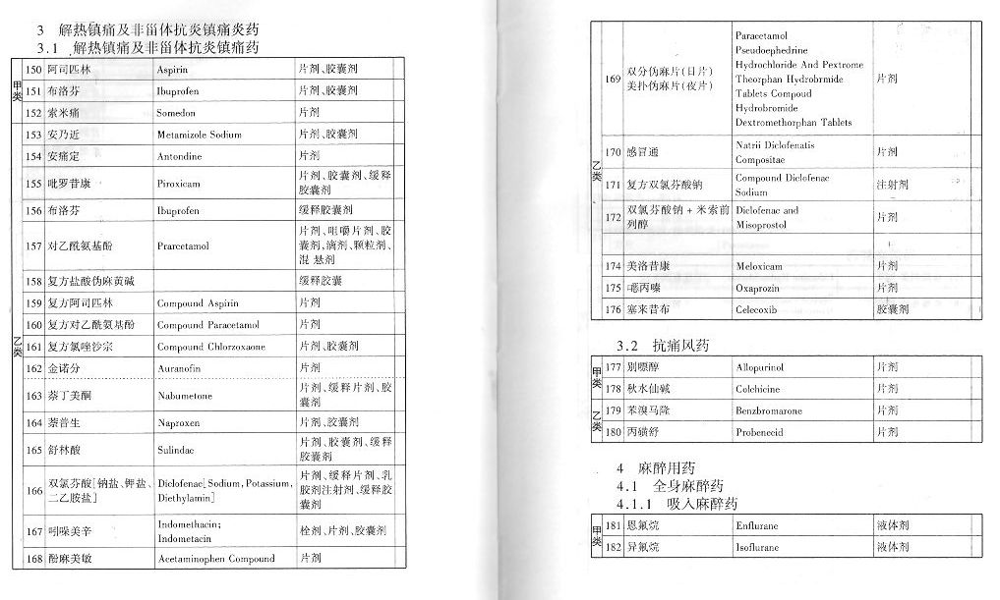 3 解热镇痛及非甾体抗炎镇痛炎药
3.1 解热镇痛及非甾体抗炎镇痛药
甲类
150 阿司匹林 Aspirin 片剂、胶囊剂
151 布洛芬 Ibuprofen 片剂、胶囊剂
152 索米痛 Somedon 片剂
乙类
153 安乃近 Metamizole Sodium 片剂、胶囊剂
154 安痛定 Antondine 片剂
155 吡罗昔康 Piroxicam 片剂、胶囊剂、缓释
胶囊剂
156 布洛芬 Ibuprofen 缓释胶囊剂
157 对乙酰氨基酚 Prarcetamol 片剂、咀嚼片剂、胶
囊剂、滴剂、颗粒剂、
混 悬剂
158 复方盐酸伪麻黄碱 缓释胶囊
159 复方阿司匹林 Compound Aspirin 片剂
160 复方对乙酰氨基酚 Compound Paracetamol 片剂
161 复方氯唑沙宗 Compound Chlorzoxaone 片剂、胶囊剂
162 金诺分 Auranofin 片剂
163 萘丁美酮 Nabumetone 片剂、缓释片剂、胶
囊剂
164 萘普生 Naproxen 片剂、胶囊剂
165 舒林酸 Sulindac 片剂、胶囊剂、缓释
胶囊剂
166 双氯芬酸[钠盐、钾盐、 Diclofenac[Sodium,Potassium, 片剂、缓释片剂、乳
二乙胺盐] Diethylamin] 胶剂注射剂、缓释胶
囊剂
167 吲哚美辛 Indomethacin; 栓剂、片剂、胶囊剂
Indometacin
168 酚麻美敏 Acetaminophen Compound 片剂
乙类
169 双分伪麻片(日片)
美扑伪麻片(夜片)
Paracetamol
Pseudoephedrine
Hydrochloride And Pextrome
Theorphan Hydrobrmide
Tablets Compoud
Hydrobromide
Dextromethorphan Tablets
片剂
170 感冒通 Natrii Diclofenatis 片剂
Compositae
171 复方双氯芬酸钠 Compound Diclofenac 注射剂
Sodium
172 双氯芬酸钠+米索前 Diclofenac and 片剂
列醇 Misoprostol
174 美洛昔康 Meloxicam 片剂
175 噁丙嗪 Oxaprozin 片剂
176 塞来昔布 Celecoxib 胶囊剂
3.2 抗痛风药
甲类
177 别嘌醇 Allopurinol 片剂
178 秋水仙碱 Colchicine 片剂
乙类
179 苯溴马隆 Benzbromarone 片剂
180 丙磺舒 Probenecid 片剂
4 麻醉用药
4.1 全身麻醉药
4.1.1 吸入麻醉药
甲类
181 恩氟烷 Enflurane 液体剂
182 异氟烷 Isoflurane 液体剂